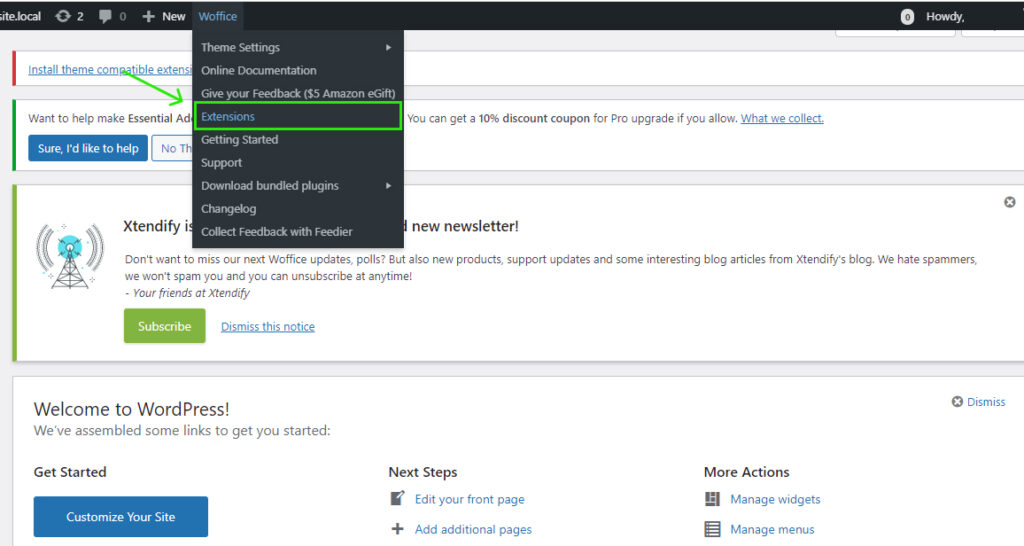 site.local 2 0 New Woffice 0 Howdy,
Theme Settings
Online Documentation
Give your Feedback ($5 Amazon eGift)
Extensions
Getting Started
Support
Download bundled plugins
Changelog
Collect Feedback with Feedier
Install theme compatible extensi
Want to help make Essential Ad You can get a 10% discount coupon for Pro upgrade if you allow. What we collect.
Sure, I'd like to help No Th
Xtendify is d new newsletter!
Don't want to miss our next Woffice updates, polls? But also new products, support updates and some interesting blog articles from Xtendify's blog. We hate spammers,
we won't spam you and you can unsubscribe at anytime!
- Your friends at Xtendify
Subscribe Dismiss this notice
Welcome to WordPress! Dismiss
We've assembled some links to get you started:
Get Started Next Steps More Actions
Customize Your Site Edit your front page Manage widgets
Add additional pages Manage menus